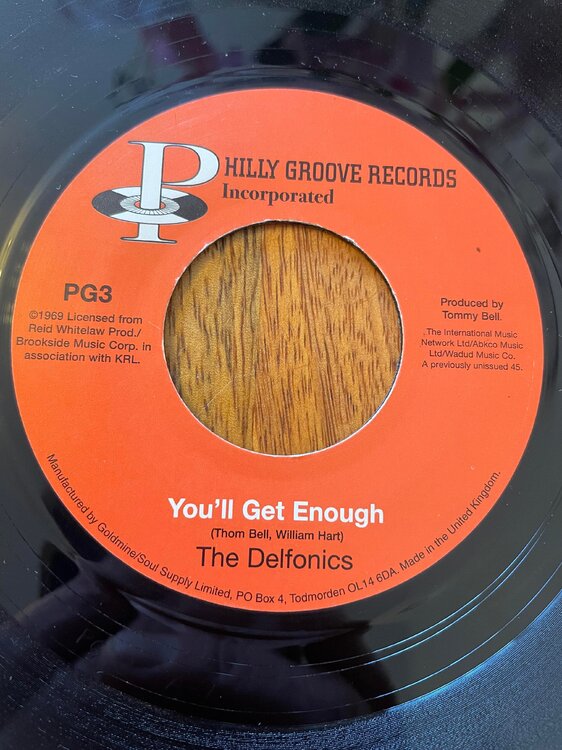 PHILLY GROOVE RECORDS
Incorporated
PG3
©1969 Licensed from
Reid Whitelaw Prod./
Brookside Music Corp. in
association with KRL.
Produced by
Tommy Bell.
.The International Music
Network Ltd/Abkco Music
Ltd/Wadud Music Co.
A previously unissued 45.
You'll Get Enough
(Thom Bell, William Hart)
The Delfonics
Manufactured by Goldmine/Soul Supply Limited, PO Box 4, Todmorden OL14 6DA. Made in the United Kingdom.